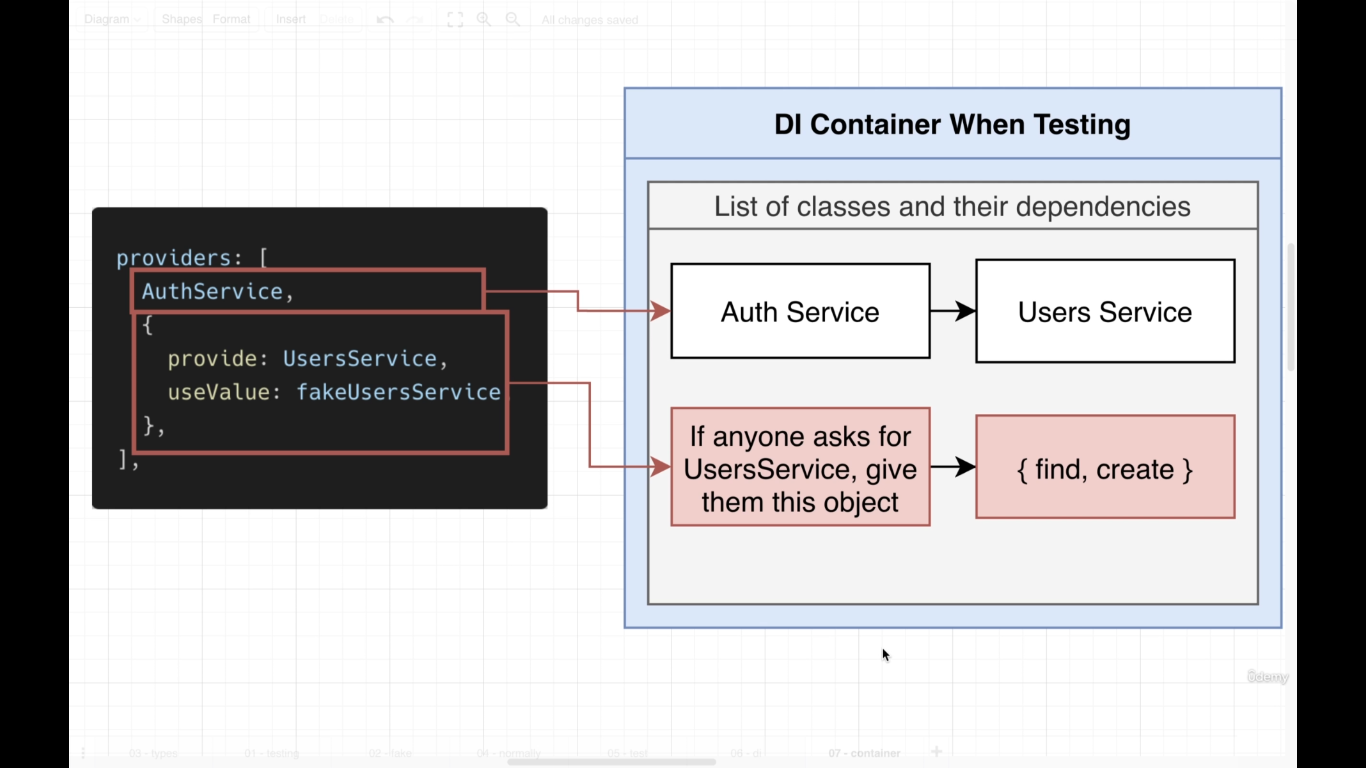 Diagram Shapes Format Insert Delete All changes saved
DI Container When Testing
List of classes and their dependencies
providers: [
AuthService,
{
provide: UsersService,
useValue: fakeUsersService
},
],
Auth Service
Users Service
If anyone asks for
UsersService, give
them this object
{ find, create }
ûdemy
03 - types 01 - testing 02 - fake 04 - normally 05 - test 06 - di 07 - container